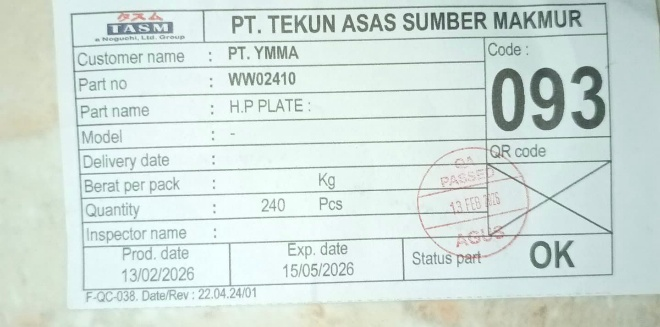 タスム
TASM
a Noguchi, Ltd. Group
PT. TEKUN ASAS SUMBER MAKMUR
Customer name : PT. YMMA
Code :
Part no : WW02410
093
Part name : H.P PLATE :
Model : -
Delivery date :
QR code
Berat per pack : Kg
Quantity : 240 Pcs
Inspector name :
QA
PASSED
13 FEB 2026
AGUS
Prod. date
13/02/2026
Exp. date
15/05/2026
Status part OK
F-QC-038. Date/Rev : 22.04.24/01